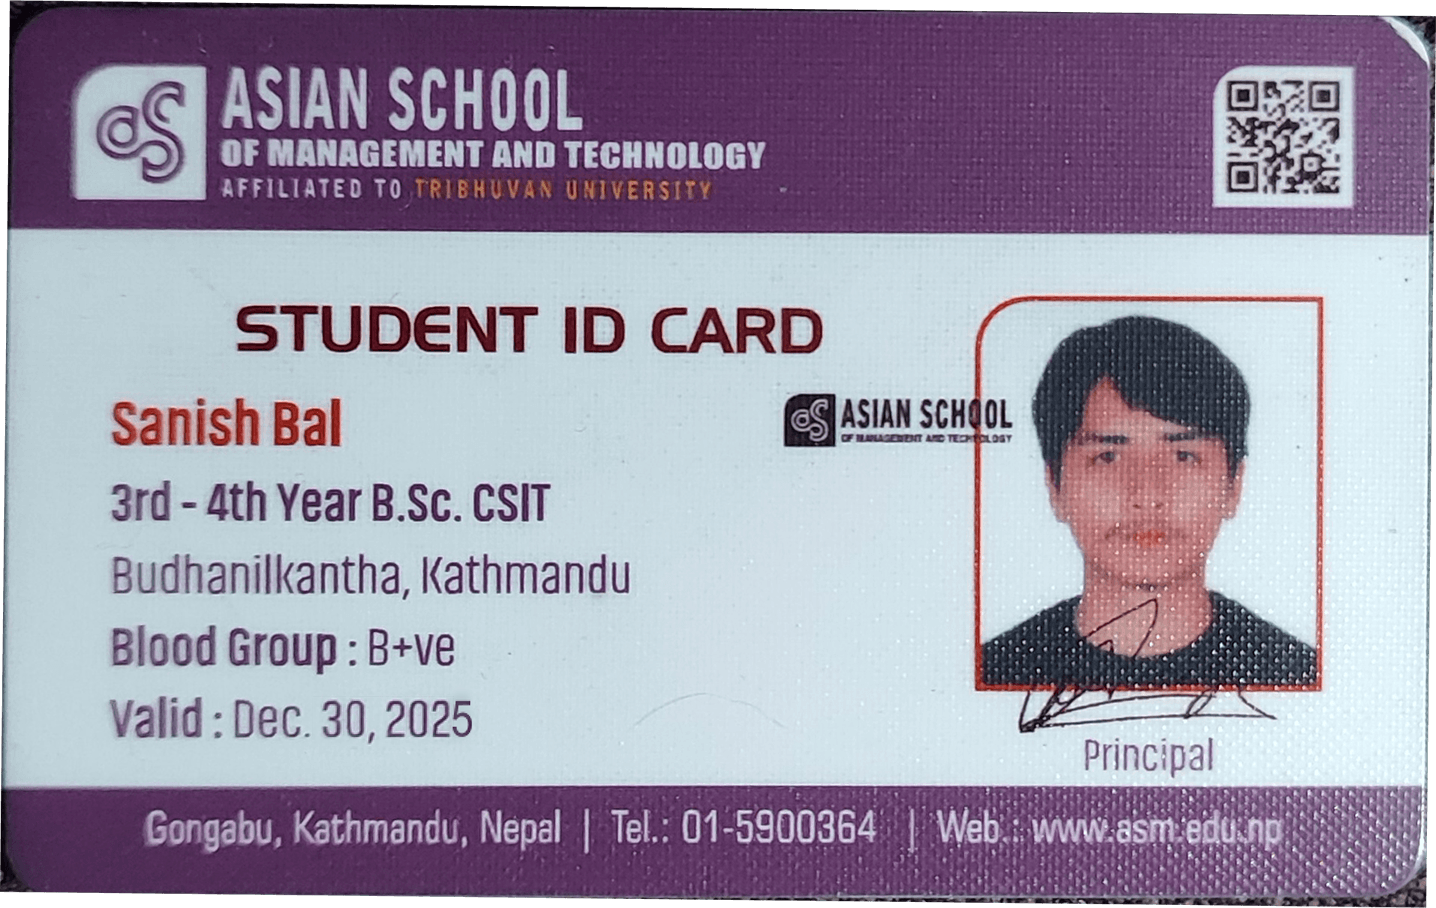 ASIAN SCHOOL
OF MANAGEMENT AND TECHNOLOGY
AFFILIATED TO TRIBHUVAN UNIVERSITY
STUDENT ID CARD
Sanish Bal
ASIAN SCHOOL
OF MANAGEMENT AND TECHNOLOGY
3rd - 4th Year B.Sc. CSIT
Budhanilkantha, Kathmandu
Blood Group : B+ve
Valid : Dec. 30, 2025
Principal
Gongabu, Kathmandu, Nepal | Tel.: 01-5900364 | Web.: www.asm.edu.np